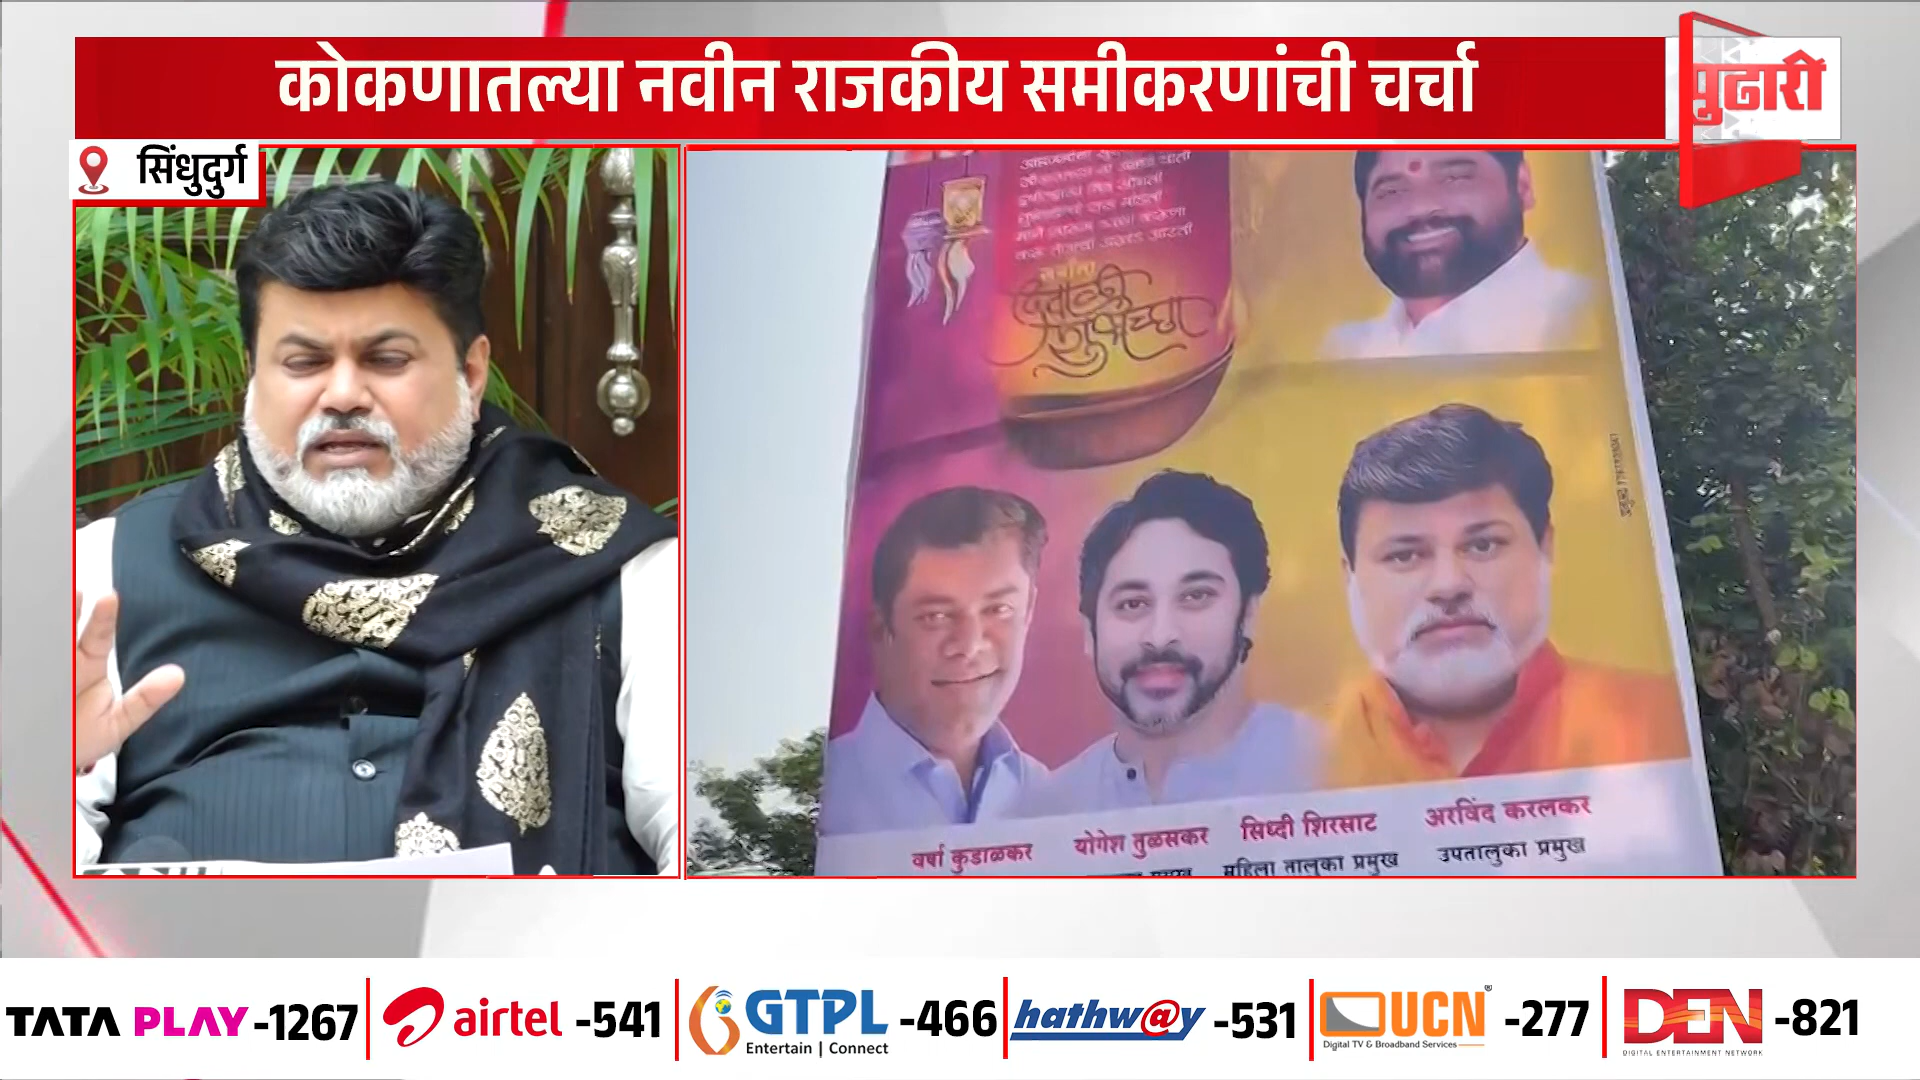 कोकणातल्या नवीन राजकीय समीकरणांची चर्चा
पुढारी
सिंधुदुर्ग
वर्षा कुडाळकर
योगेश तुळसकर
सिध्दी शिरसाट
महिला तालुका प्रमुख
अरविंद करलकर
उपतालुका प्रमुख
TATA PLAY -1267
airtel -541
GTPL -466
Entertain | Connect
hathw@y -531
UCN -277
Digital TV & Broadband Services
DEN -821
DIGITAL ENTERTAINMENT NETWORK